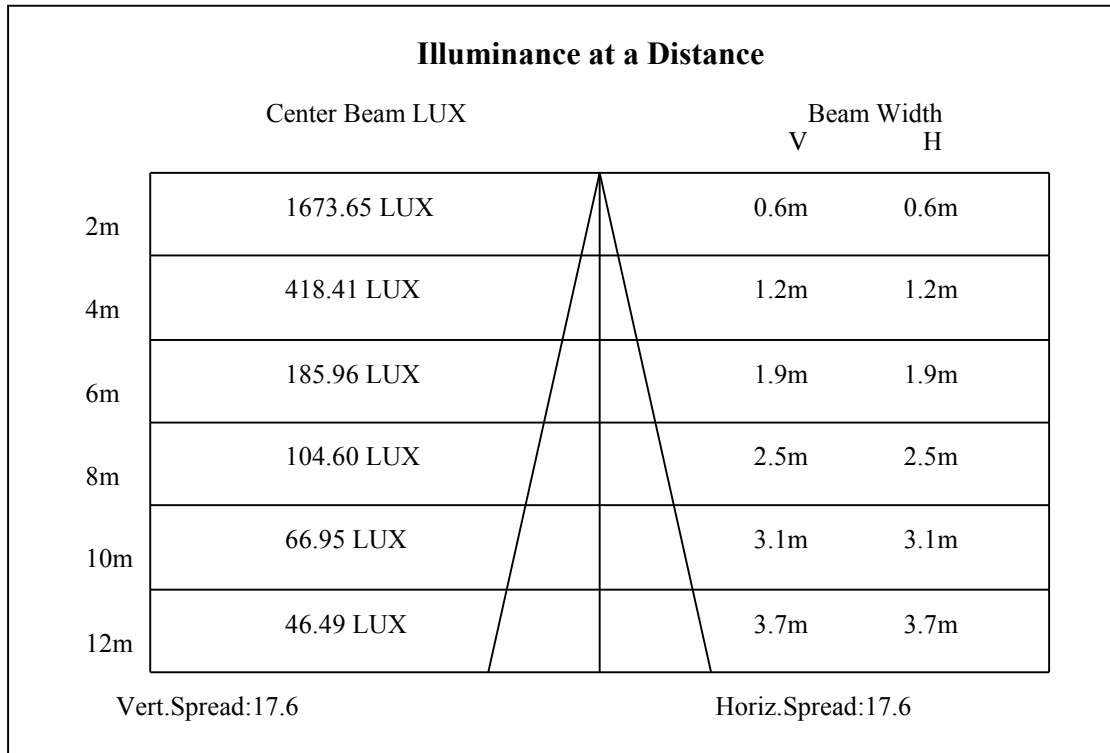 Illuminance at a Distance
Center Beam LUX Beam Width
V H
2m 1673.65 LUX 0.6m 0.6m
4m 418.41 LUX 1.2m 1.2m
6m 185.96 LUX 1.9m 1.9m
8m 104.60 LUX 2.5m 2.5m
10m 66.95 LUX 3.1m 3.1m
12m 46.49 LUX 3.7m 3.7m
Vert.Spread:17.6 Horiz.Spread:17.6